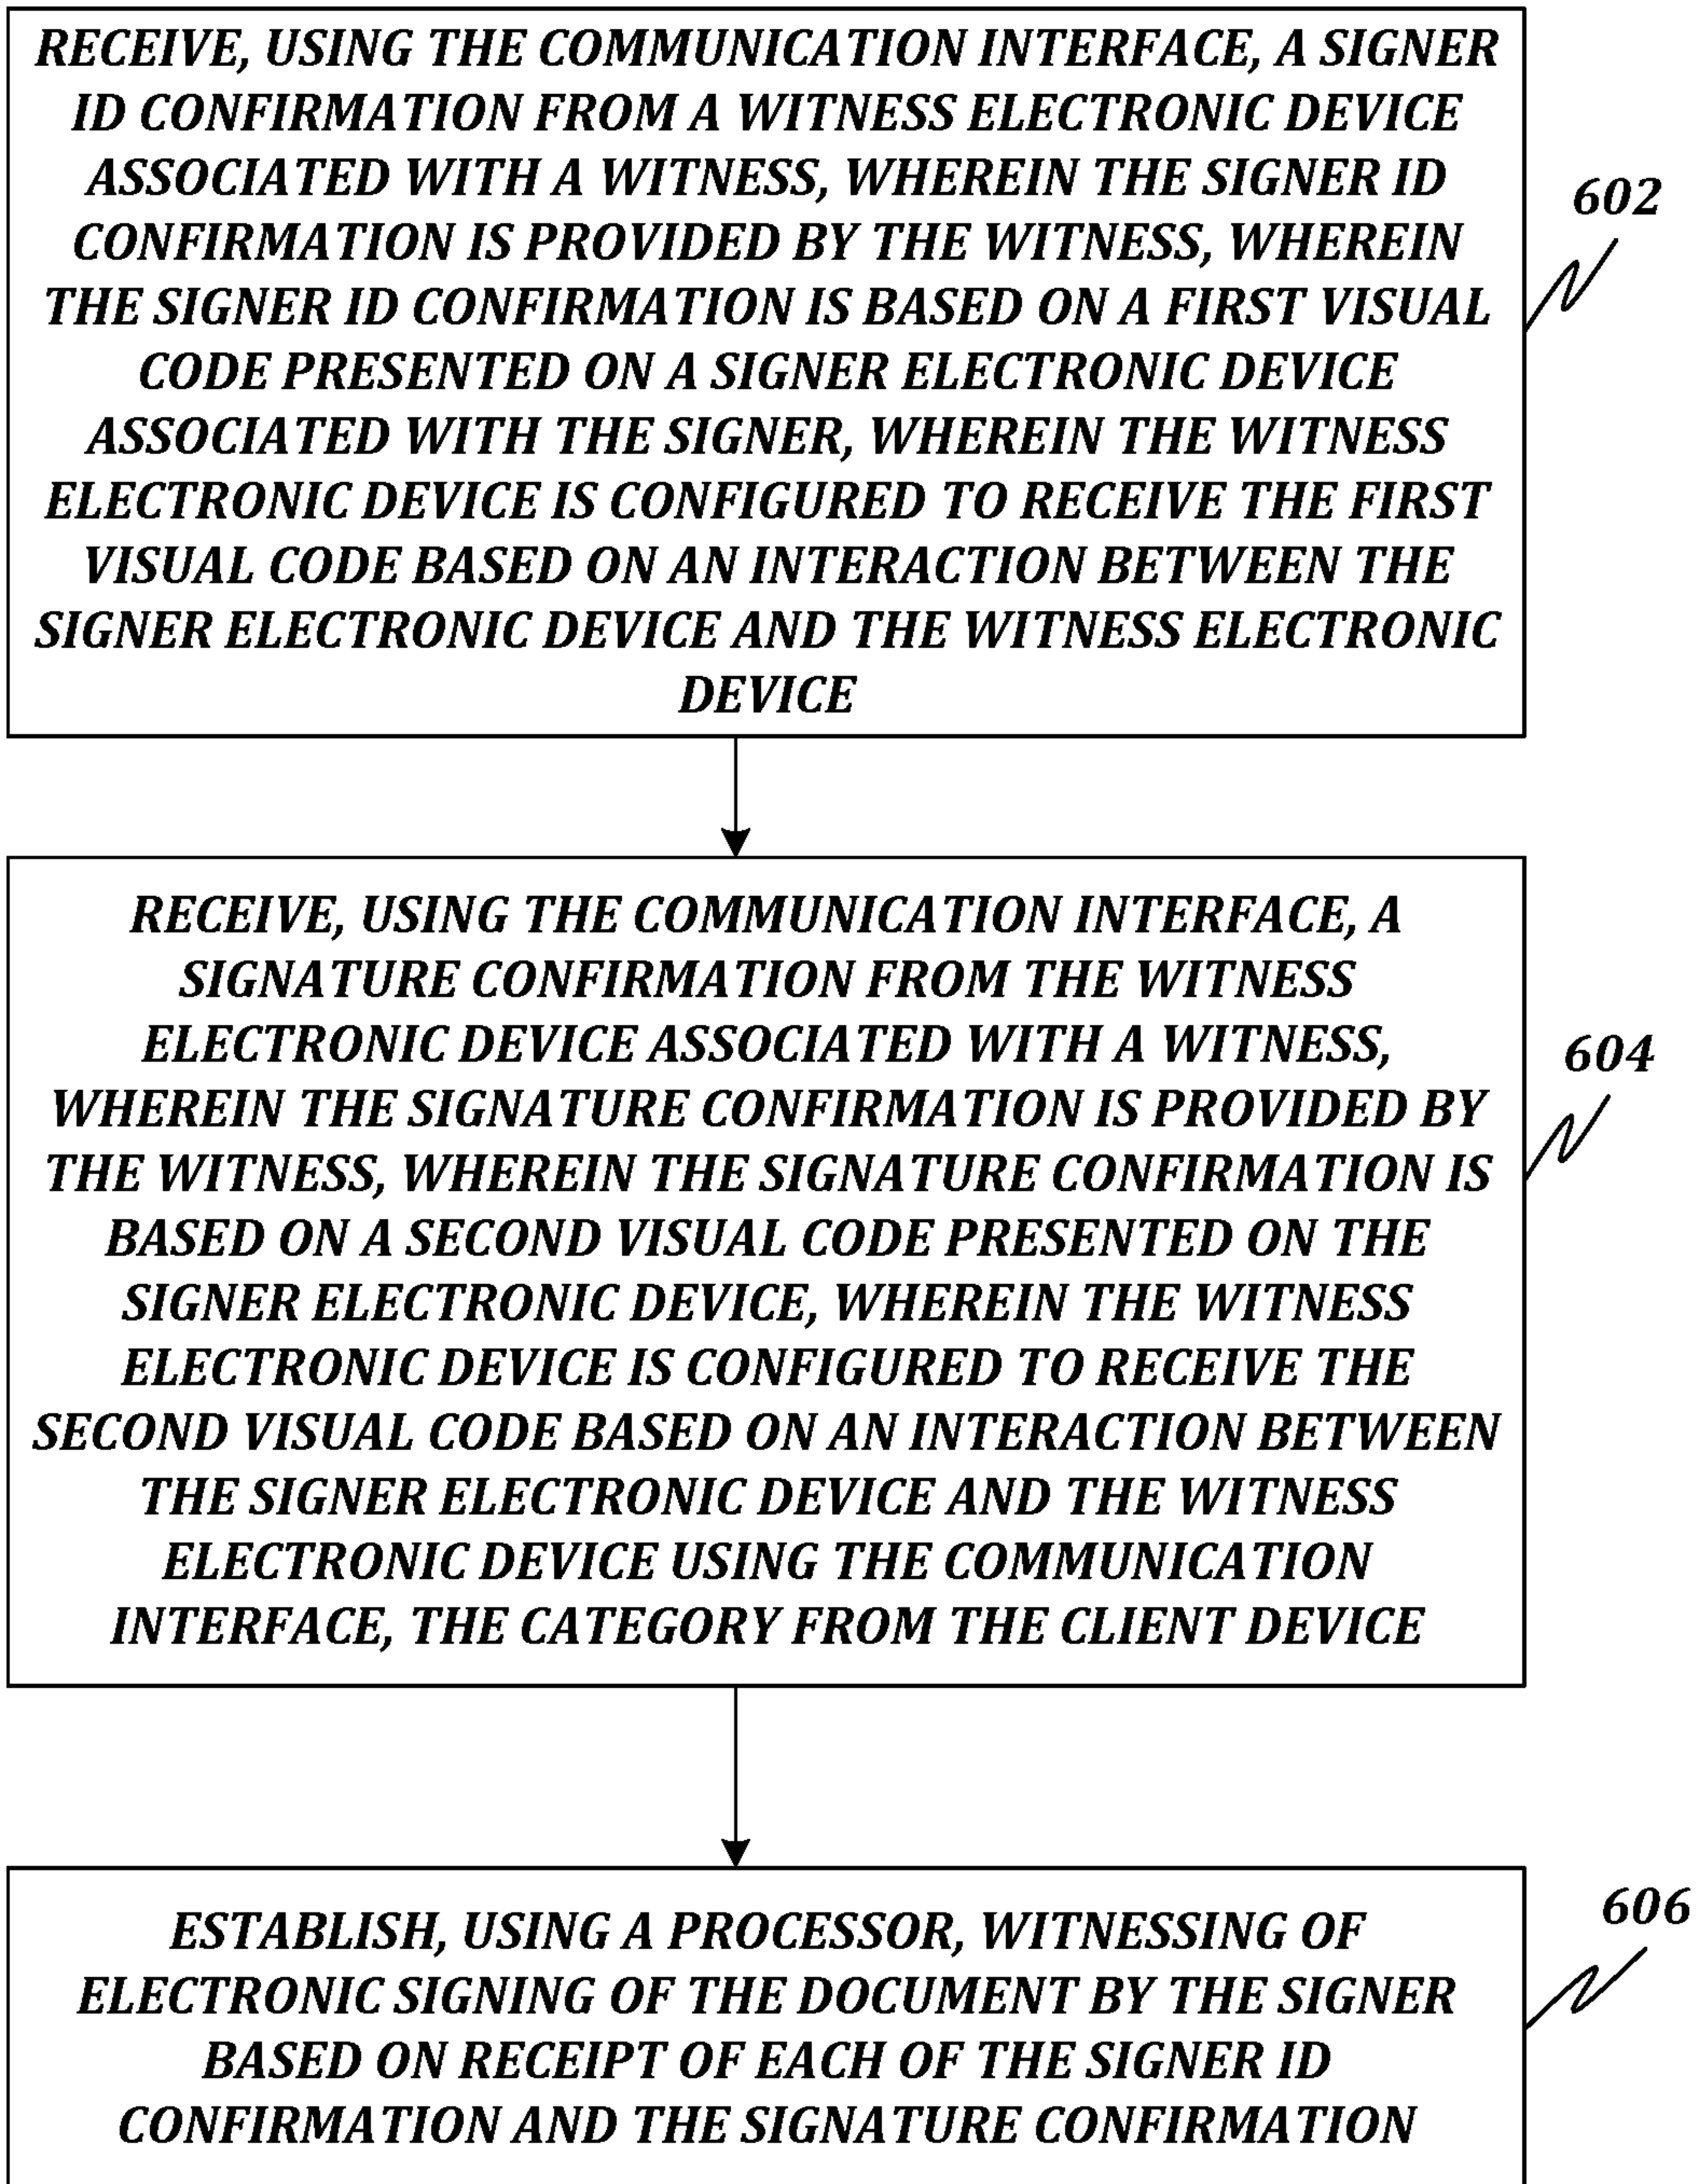 RECEIVE, USING THE COMMUNICATION INTERFACE, A SIGNER
ID CONFIRMATION FROM A WITNESS ELECTRONIC DEVICE
ASSOCIATED WITH A WITNESS, WHEREIN THE SIGNER ID
CONFIRMATION IS PROVIDED BY THE WITNESS, WHEREIN
THE SIGNER ID CONFIRMATION IS BASED ON A FIRST VISUAL
CODE PRESENTED ON A SIGNER ELECTRONIC DEVICE
ASSOCIATED WITH THE SIGNER, WHEREIN THE WITNESS
ELECTRONIC DEVICE IS CONFIGURED TO RECEIVE THE FIRST
VISUAL CODE BASED ON AN INTERACTION BETWEEN THE
SIGNER ELECTRONIC DEVICE AND THE WITNESS ELECTRONIC
DEVICE
602
RECEIVE, USING THE COMMUNICATION INTERFACE, A
SIGNATURE CONFIRMATION FROM THE WITNESS
ELECTRONIC DEVICE ASSOCIATED WITH A WITNESS,
WHEREIN THE SIGNATURE CONFIRMATION IS PROVIDED BY
THE WITNESS, WHEREIN THE SIGNATURE CONFIRMATION IS
BASED ON A SECOND VISUAL CODE PRESENTED ON THE
SIGNER ELECTRONIC DEVICE, WHEREIN THE WITNESS
ELECTRONIC DEVICE IS CONFIGURED TO RECEIVE THE
SECOND VISUAL CODE BASED ON AN INTERACTION BETWEEN
THE SIGNER ELECTRONIC DEVICE AND THE WITNESS
ELECTRONIC DEVICE USING THE COMMUNICATION
INTERFACE, THE CATEGORY FROM THE CLIENT DEVICE
604
ESTABLISH, USING A PROCESSOR, WITNESSING OF
ELECTRONIC SIGNING OF THE DOCUMENT BY THE SIGNER
BASED ON RECEIPT OF EACH OF THE SIGNER ID
CONFIRMATION AND THE SIGNATURE CONFIRMATION
606